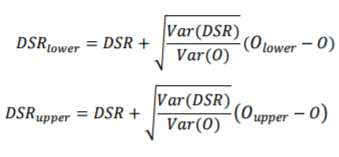 DSR_lower = DSR + √(Var(DSR)/Var(O)) (O_lower − O)
DSR_upper = DSR + √(Var(DSR)/Var(O)) (O_upper − O)